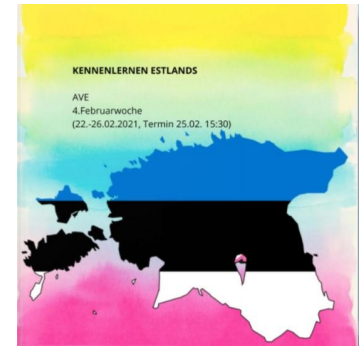 KENNENLERNEN ESTLANDS
AVE
4.Februarwoche
(22.-26.02.2021, Termin 25.02. 15:30)